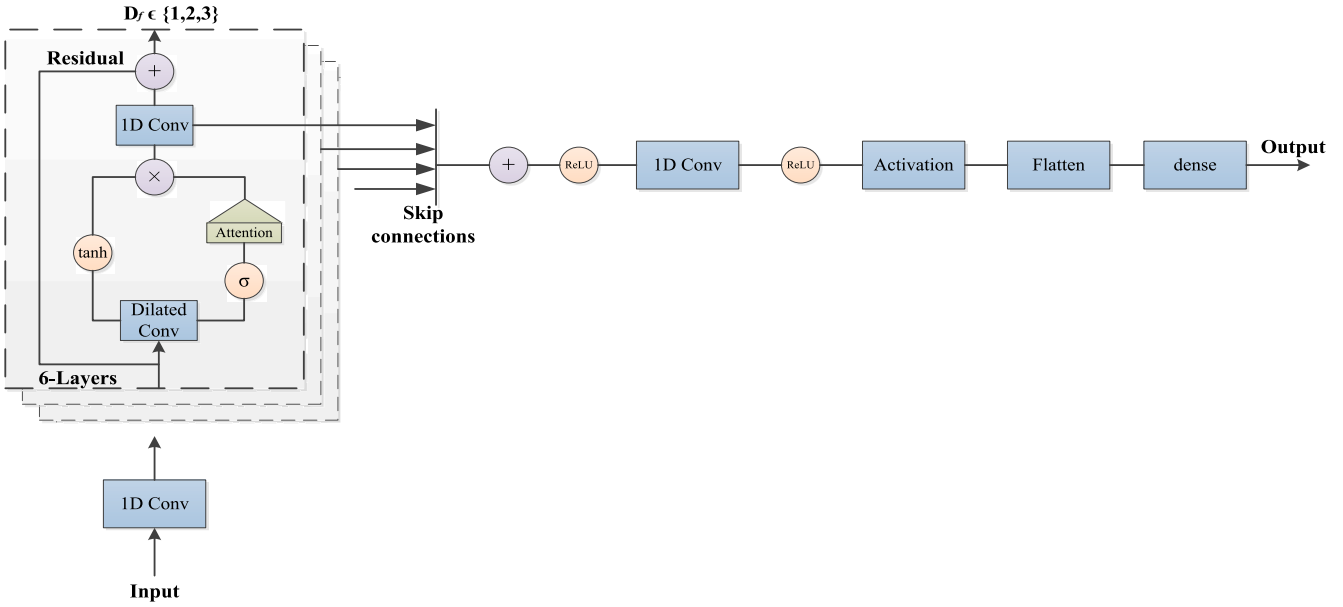 D𝑓 ϵ {1,2,3}
Residual
+
1D Conv
×
Attention
tanh
σ
Dilated
Conv
6-Layers
1D Conv
Input
Skip
connections
+
ReLU
1D Conv
ReLU
Activation
Flatten
dense
Output